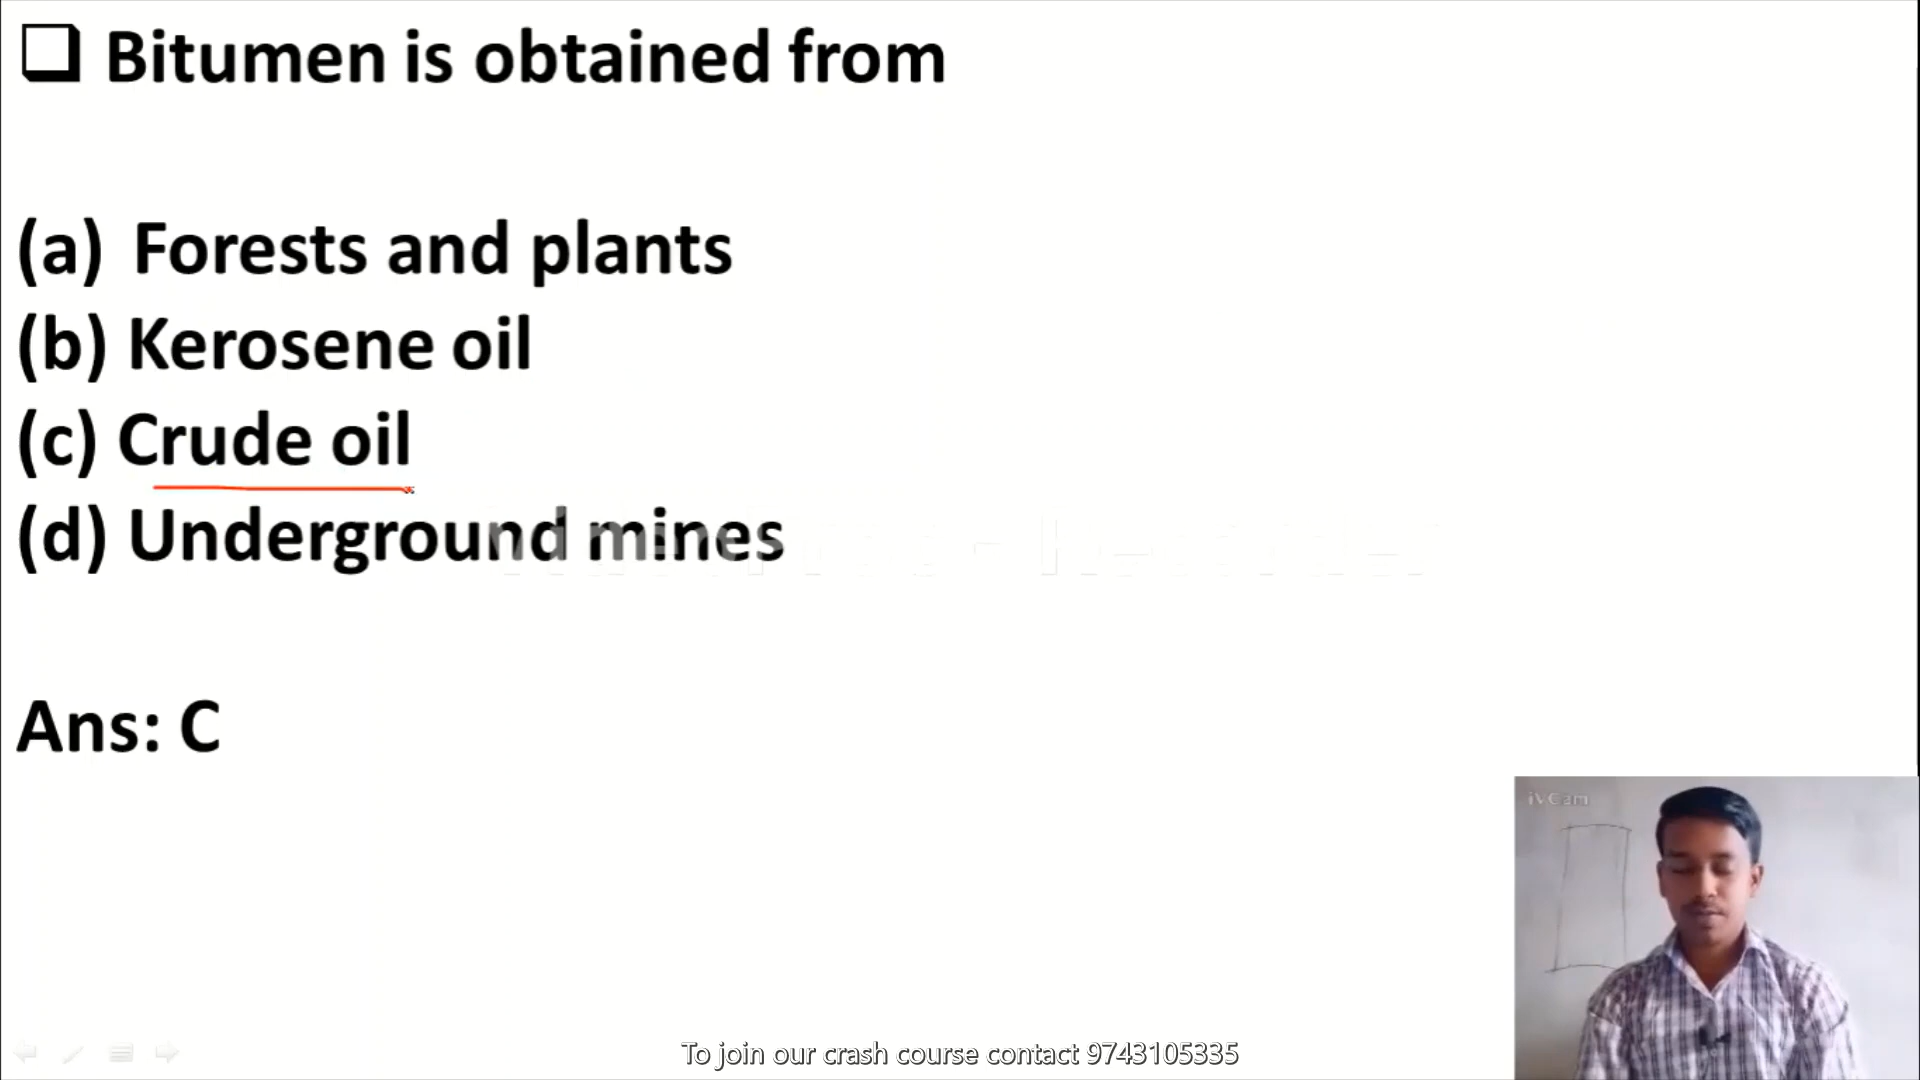 Bitumen is obtained from
(a) Forests and plants
(b) Kerosene oil
(c) Crude oil
(d) Underground mines
Ans: C
iVCam
To join our crash course contact 9743105335